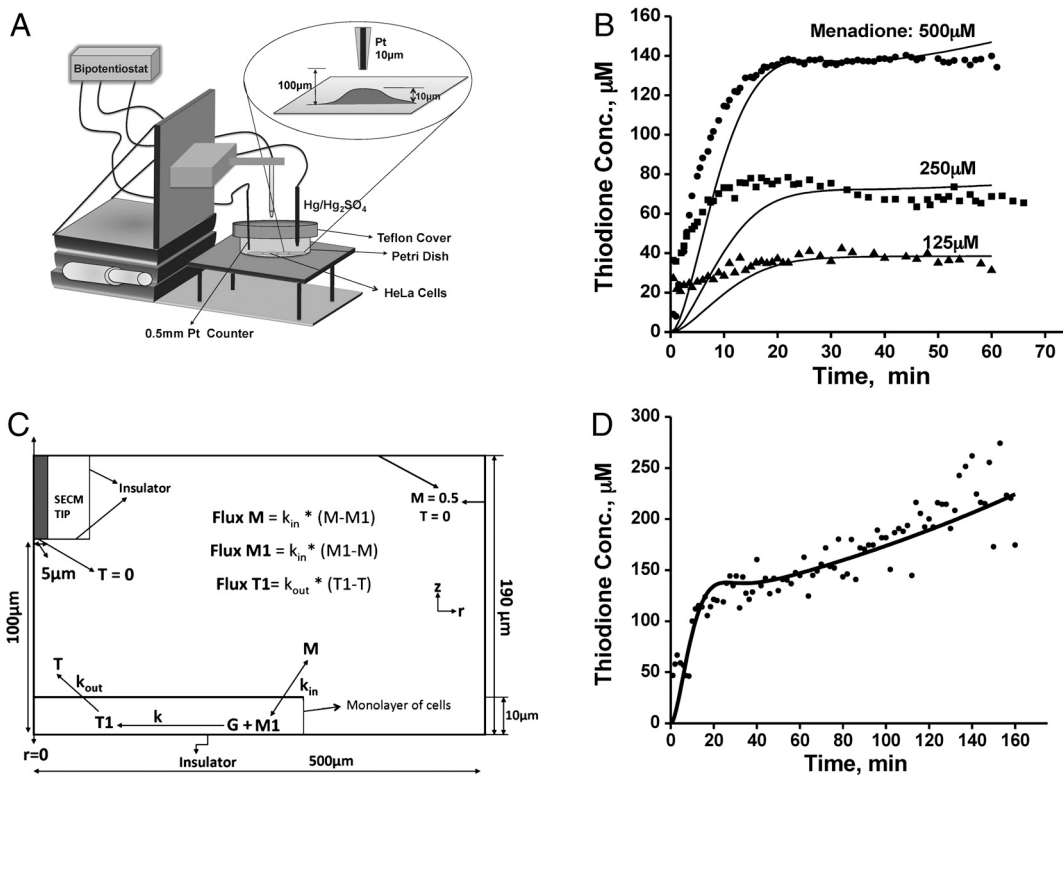 A
Bipotentiostat
Pt
10µm
100µm
10µm
Hg/Hg2SO4
Teflon Cover
Petri Dish
HeLa Cells
0.5mm Pt Counter
B
Thiodione Conc., µM
160
140
120
100
80
60
40
20
0
Menadione: 500µM
250µM
125µM
0 10 20 30 40 50 60 70
Time, min
C
SECM
TIP
Insulator
M = 0.5
T = 0
Flux M = kin * (M-M1)
Flux M1 = kin* (M1-M)
Flux T1= kout * (T1-T)
5µm
T = 0
z
r
100µm
190 µm
T
kout
M
kin
T1
k
G + M1
Monolayer of cells
10µm
r=0
Insulator
500µm
D
Thiodione Conc., µM
300
250
200
150
100
50
0
0 20 40 60 80 100 120 140 160
Time, min